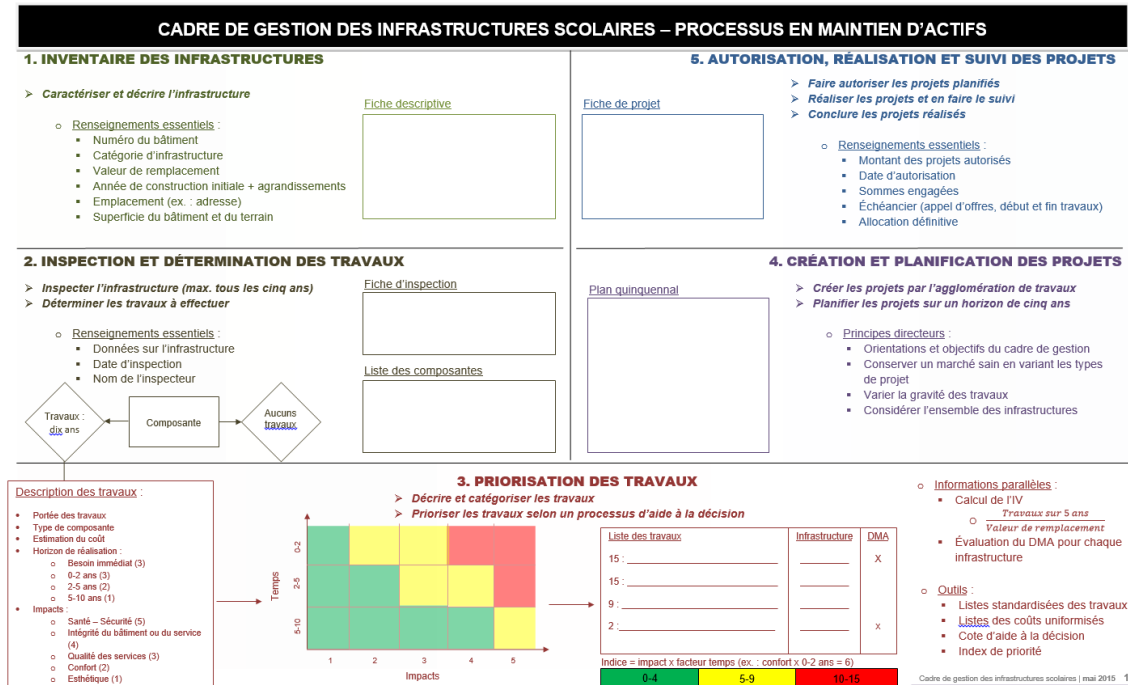 CADRE DE GESTION DES INFRASTRUCTURES SCOLAIRES – PROCESSUS EN MAINTIEN D'ACTIFS
1. INVENTAIRE DES INFRASTRUCTURES
➢ Caractériser et décrire l'infrastructure
o Renseignements essentiels :
▪ Numéro du bâtiment
▪ Catégorie d'infrastructure
▪ Valeur de remplacement
▪ Année de construction initiale + agrandissements
▪ Emplacement (ex. : adresse)
▪ Superficie du bâtiment et du terrain
Fiche descriptive
2. INSPECTION ET DÉTERMINATION DES TRAVAUX
➢ Inspecter l'infrastructure (max. tous les cinq ans)
➢ Déterminer les travaux à effectuer
o Renseignements essentiels :
▪ Données sur l'infrastructure
▪ Date d'inspection
▪ Nom de l'inspecteur
Fiche d'inspection
Liste des composantes
Travaux :
dix ans
Composante
Aucuns
travaux
3. PRIORISATION DES TRAVAUX
➢ Décrire et catégoriser les travaux
➢ Prioriser les travaux selon un processus d'aide à la décision
Description des travaux :
• Portée des travaux
• Type de composante
• Estimation du coût
• Horizon de réalisation :
o Besoin immédiat (3)
o 0-2 ans (3)
o 2-5 ans (2)
o 5-10 ans (1)
• Impacts :
o Santé – Sécurité (5)
o Intégrité du bâtiment ou du service
(4)
o Qualité des services (3)
o Confort (2)
o Esthétique (1)
Temps
0-2
2-5
5-10
1 2 3 4 5
Impacts
Liste des travaux Infrastructure DMA
15 : X
15 :
9 :
2 : x
Indice = impact x facteur temps (ex. : confort x 0-2 ans = 6)
0-4 5-9 10-15
o Informations parallèles :
▪ Calcul de l'IV
o Travaux sur 5 ans
Valeur de remplacement
▪ Évaluation du DMA pour chaque
infrastructure
o Outils :
▪ Listes standardisées des travaux
▪ Listes des coûts uniformisés
▪ Cote d'aide à la décision
▪ Index de priorité
4. CRÉATION ET PLANIFICATION DES PROJETS
Plan quinquennal
➢ Créer les projets par l'agglomération de travaux
➢ Planifier les projets sur un horizon de cinq ans
o Principes directeurs :
▪ Orientations et objectifs du cadre de gestion
▪ Conserver un marché sain en variant les types
de projet
▪ Varier la gravité des travaux
▪ Considérer l'ensemble des infrastructures
5. AUTORISATION, RÉALISATION ET SUIVI DES PROJETS
Fiche de projet
➢ Faire autoriser les projets planifiés
➢ Réaliser les projets et en faire le suivi
➢ Conclure les projets réalisés
o Renseignements essentiels :
▪ Montant des projets autorisés
▪ Date d'autorisation
▪ Sommes engagées
▪ Échéancier (appel d'offres, début et fin travaux)
▪ Allocation définitive
Cadre de gestion des infrastructures scolaires | mai 2015 1